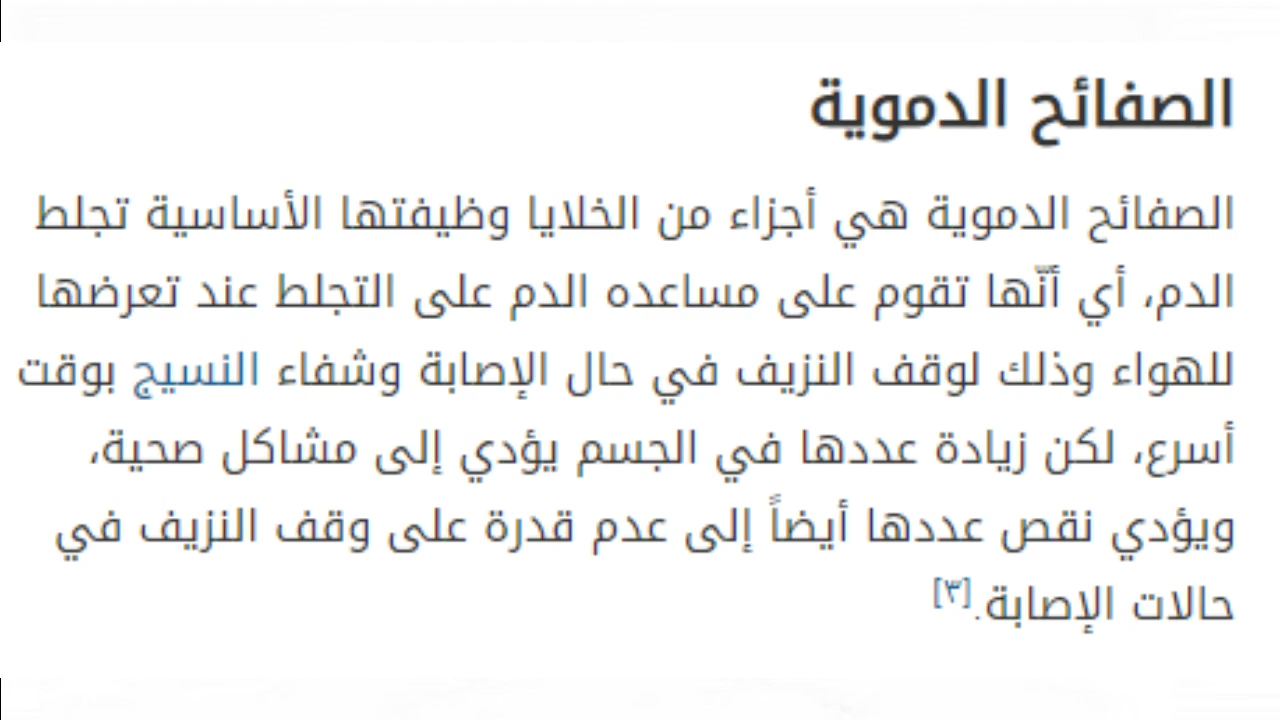 الصفائح الدموية
الصفائح الدموية هي أجزاء من الخلايا وظيفتها الأساسية تجلط
الدم، أي أنّها تقوم على مساعده الدم على التجلط عند تعرضها
للهواء وذلك لوقف النزيف في حال الإصابة وشفاء النسيج بوقت
أسرع، لكن زيادة عددها في الجسم يؤدي إلى مشاكل صحية،
ويؤدي نقص عددها أيضاً إلى عدم قدرة على وقف النزيف في
حالات الإصابة.[٣]